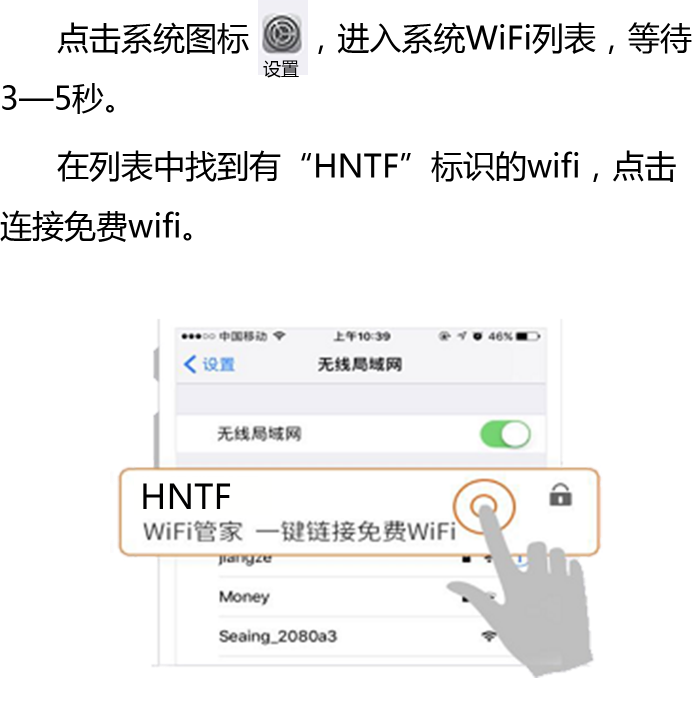 点击系统图标 设置 ，进入系统WiFi列表，等待
3—5秒。
在列表中找到有“HNTF”标识的wifi，点击
连接免费wifi。
中国移动 上午10:39 46%
设置 无线局域网
无线局域网
HNTF
WiFi管家 一键链接免费WiFi
jiangze
Money
Seaing_2080a3